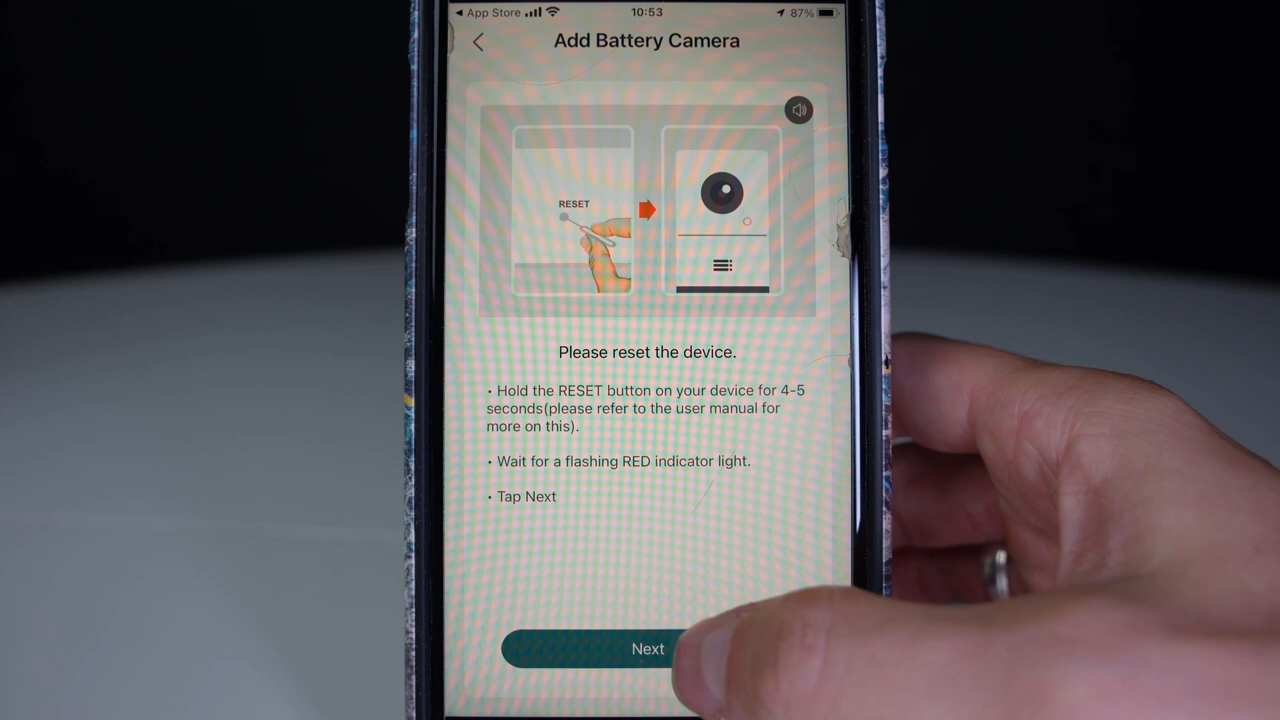 App Store 10:53 87%
Add Battery Camera
RESET
Please reset the device.
• Hold the RESET button on your device for 4-5
seconds(please refer to the user manual for
more on this).
• Wait for a flashing RED indicator light.
• Tap Next
Next